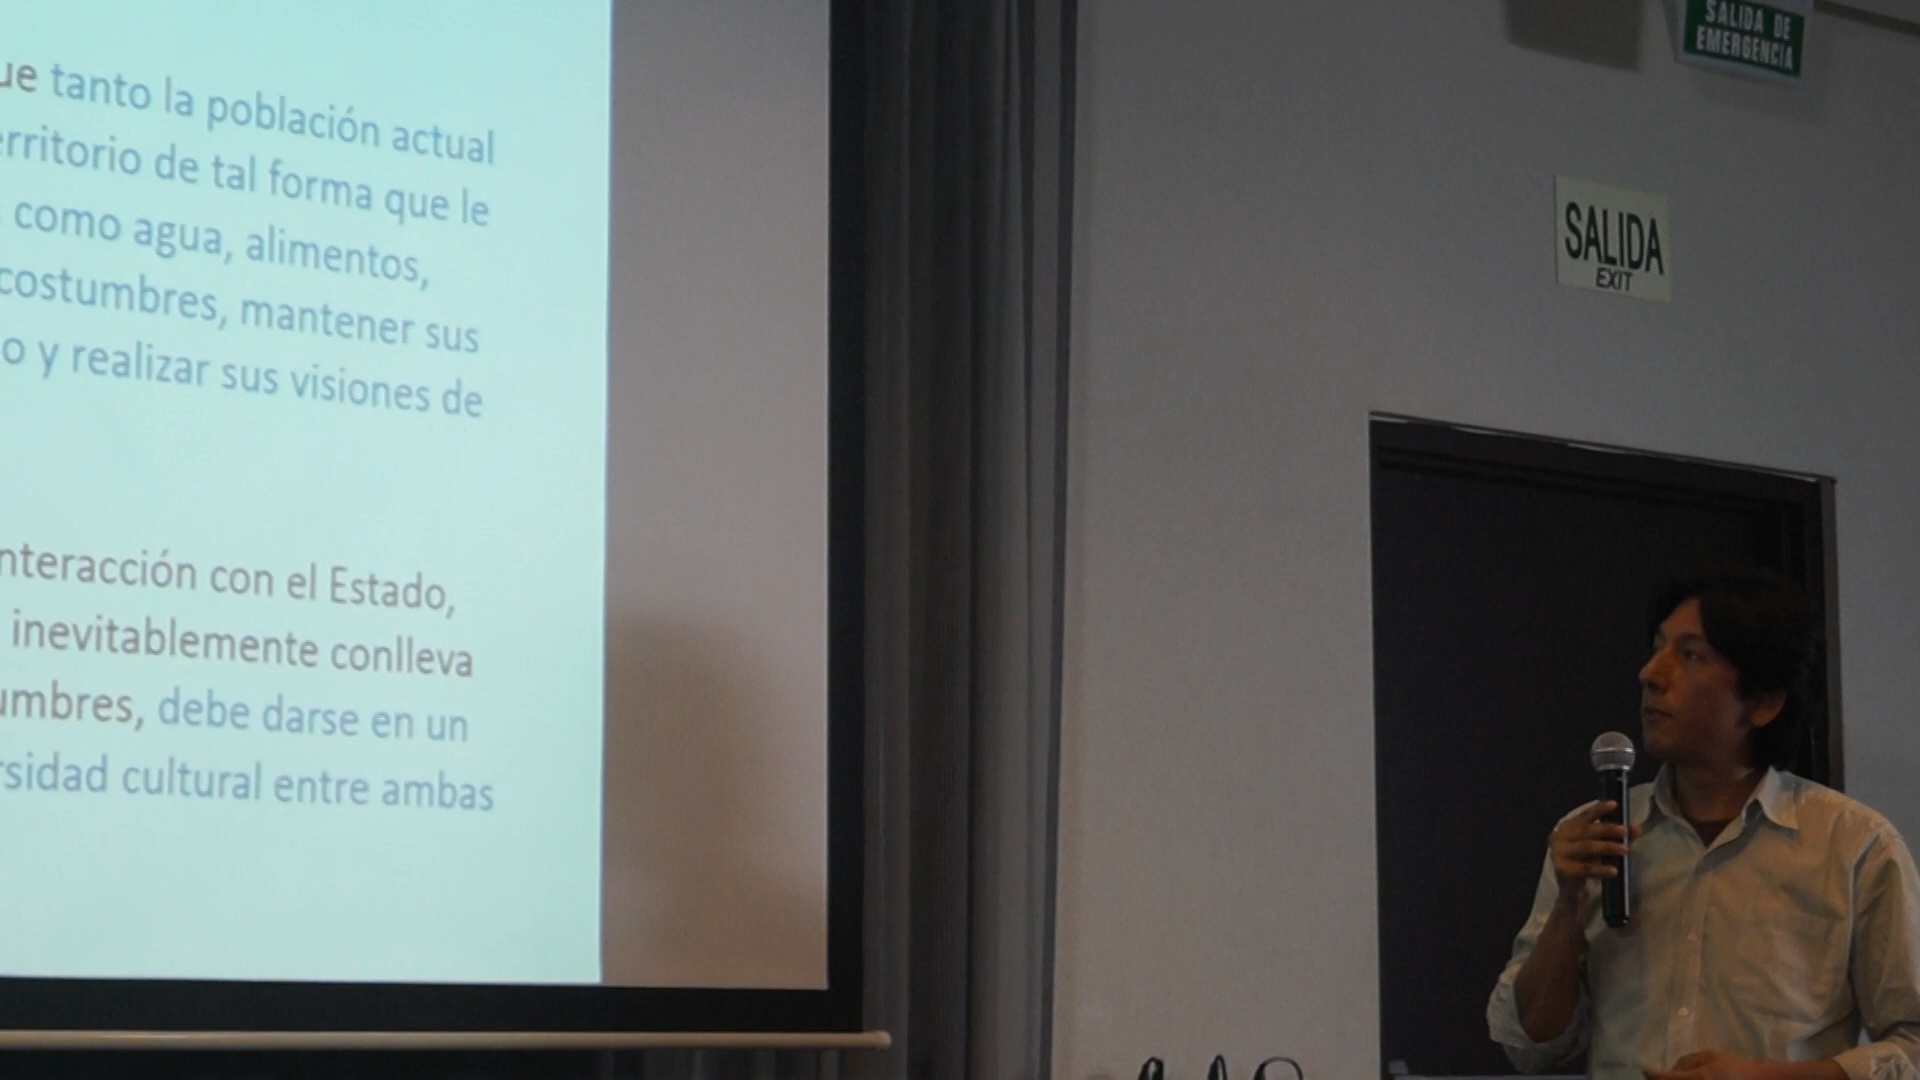 ue tanto la población actual
erritorio de tal forma que le
como agua, alimentos,
costumbres, mantener sus
o y realizar sus visiones de
nteracción con el Estado,
inevitablemente conlleva
umbres, debe darse en un
rsidad cultural entre ambas
SALIDA DE
EMERGENCIA
SALIDA
EXIT